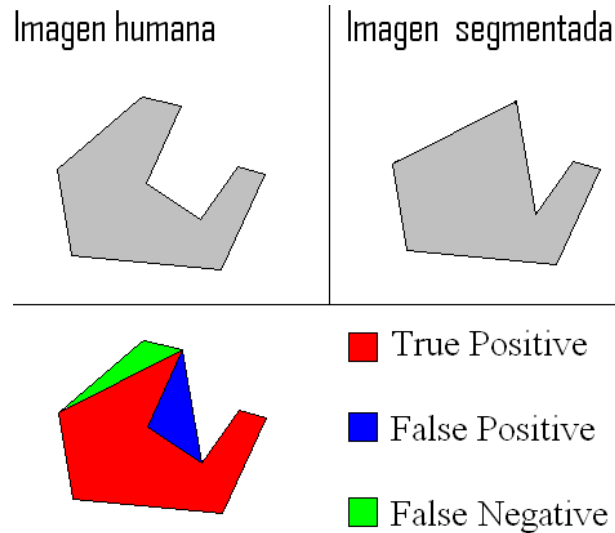 Imagen humana
Imagen segmentada
True Positive
False Positive
False Negative